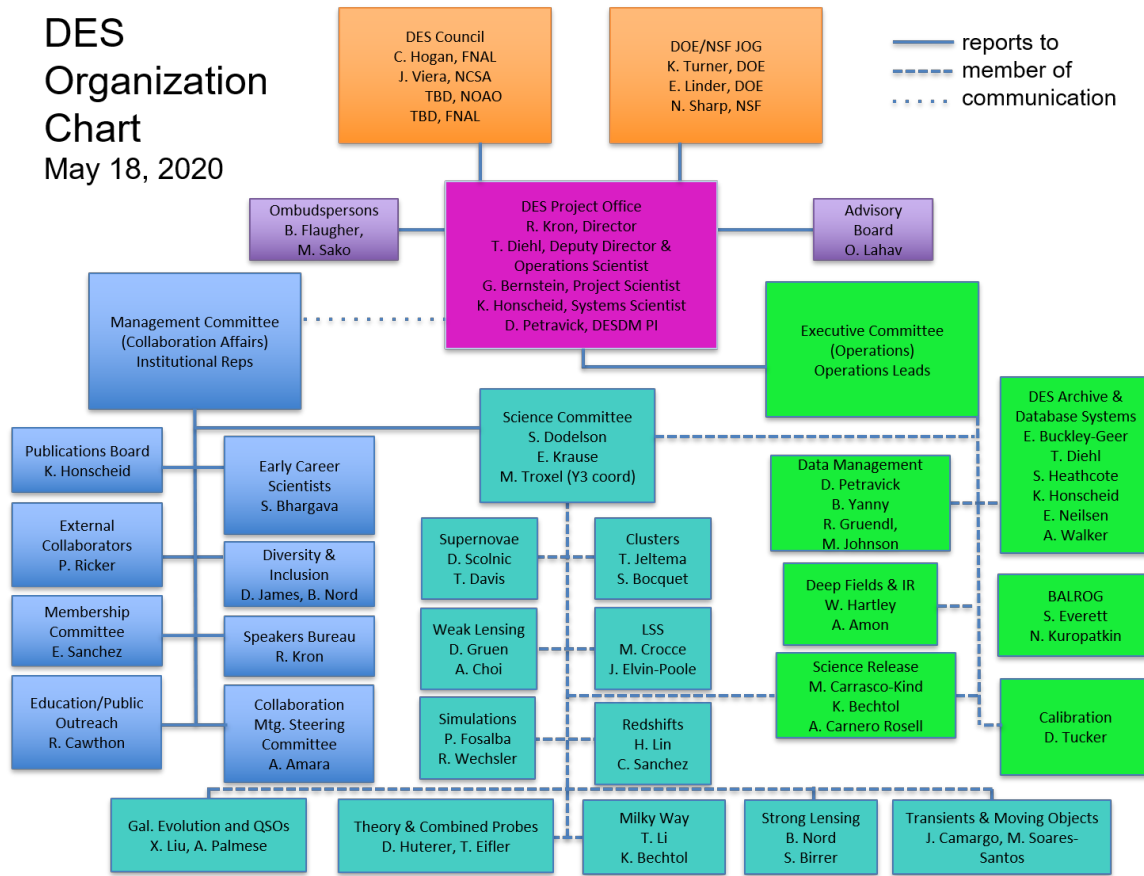 DES
Organization
Chart
May 18, 2020
DES Council
C. Hogan, FNAL
J. Viera, NCSA
TBD, NOAO
TBD, FNAL
DOE/NSF JOG
K. Turner, DOE
E. Linder, DOE
N. Sharp, NSF
reports to
member of
communication
Ombudspersons
B. Flaugher,
M. Sako
DES Project Office
R. Kron, Director
T. Diehl, Deputy Director &
Operations Scientist
G. Bernstein, Project Scientist
K. Honscheid, Systems Scientist
D. Petravick, DESDM PI
Advisory
Board
O. Lahav
Management Committee
(Collaboration Affairs)
Institutional Reps
Executive Committee
(Operations)
Operations Leads
Science Committee
S. Dodelson
E. Krause
M. Troxel (Y3 coord)
DES Archive &
Database Systems
E. Buckley-Geer
T. Diehl
S. Heathcote
K. Honscheid
E. Neilsen
A. Walker
Publications Board
K. Honscheid
Early Career
Scientists
S. Bhargava
Data Management
D. Petravick
B. Yanny
R. Gruendl,
M. Johnson
External
Collaborators
P. Ricker
Diversity &
Inclusion
D. James, B. Nord
Supernovae
D. Scolnic
T. Davis
Clusters
T. Jeltema
S. Bocquet
Deep Fields & IR
W. Hartley
A. Amon
BALROG
S. Everett
N. Kuropatkin
Membership
Committee
E. Sanchez
Speakers Bureau
R. Kron
Weak Lensing
D. Gruen
A. Choi
LSS
M. Crocce
J. Elvin-Poole
Science Release
M. Carrasco-Kind
K. Bechtol
A. Carnero Rosell
Calibration
D. Tucker
Education/Public
Outreach
R. Cawthon
Collaboration
Mtg. Steering
Committee
A. Amara
Simulations
P. Fosalba
R. Wechsler
Redshifts
H. Lin
C. Sanchez
Gal. Evolution and QSOs
X. Liu, A. Palmese
Theory & Combined Probes
D. Huterer, T. Eifler
Milky Way
T. Li
K. Bechtol
Strong Lensing
B. Nord
S. Birrer
Transients & Moving Objects
J. Camargo, M. Soares-
Santos